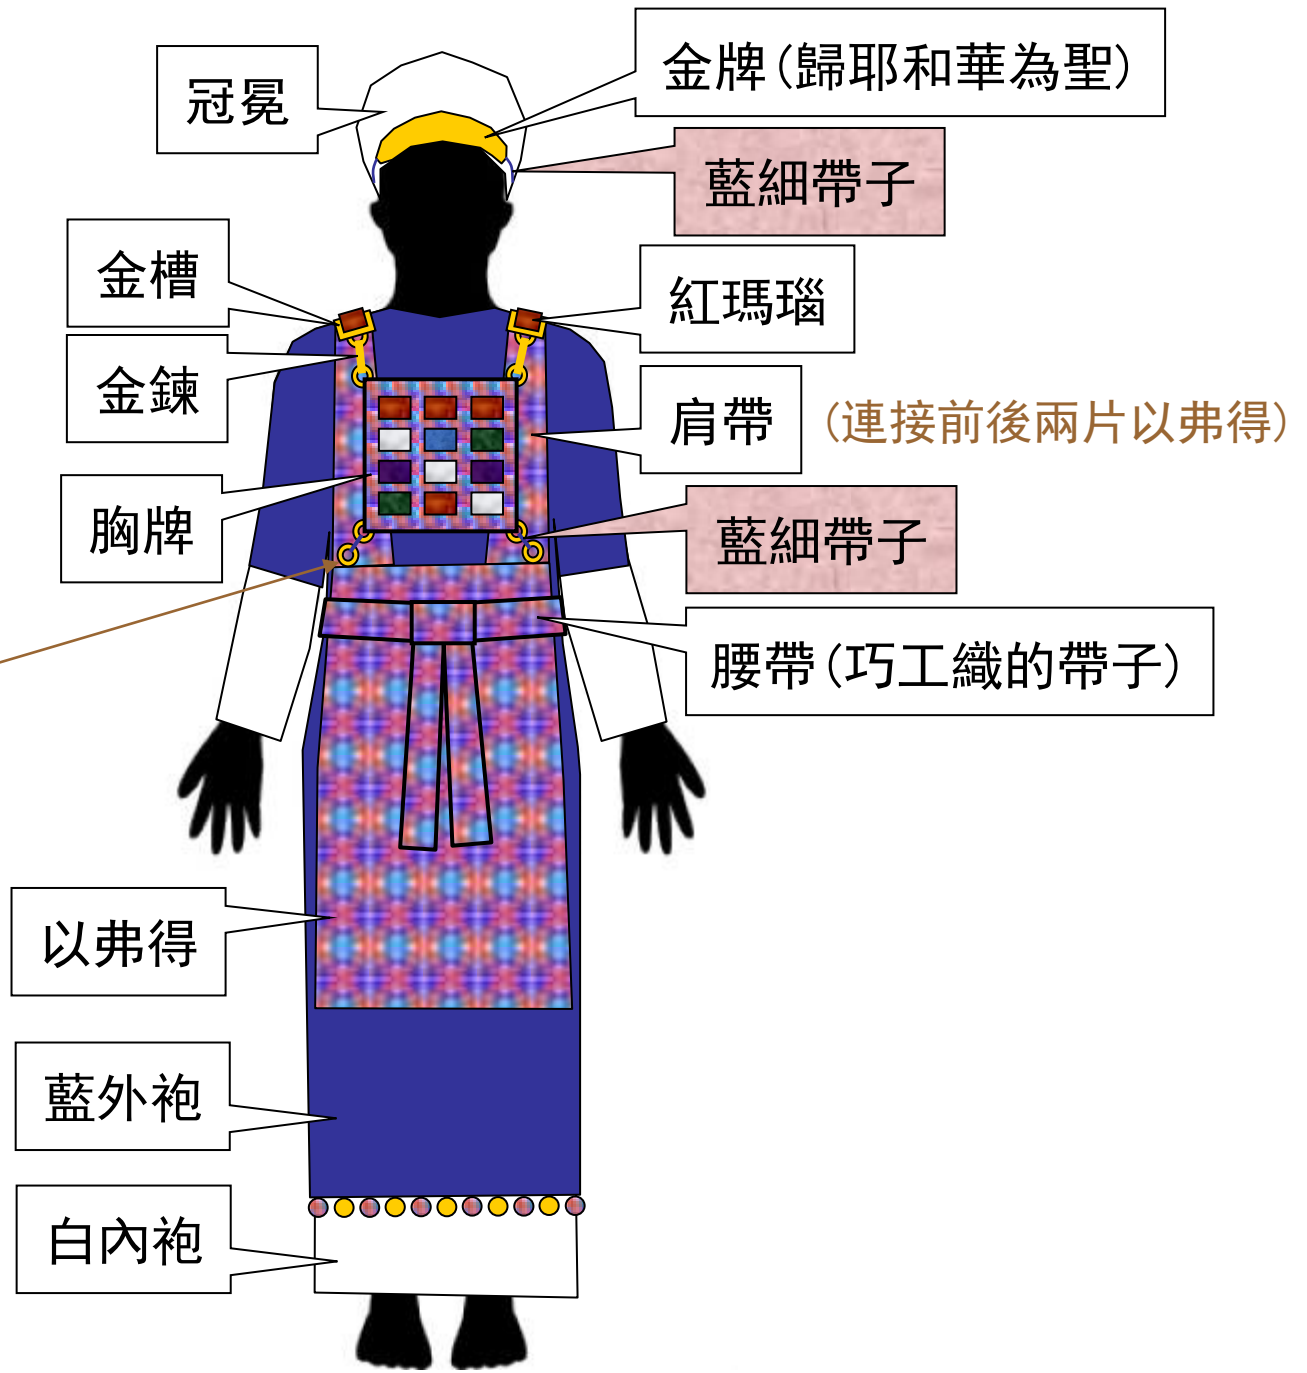 金牌(歸耶和華為聖)
冠冕
藍細帶子
金槽
紅瑪瑙
金鍊
肩帶 (連接前後兩片以弗得)
胸牌
藍細帶子
腰帶(巧工織的帶子)
以弗得
藍外袍
白內袍